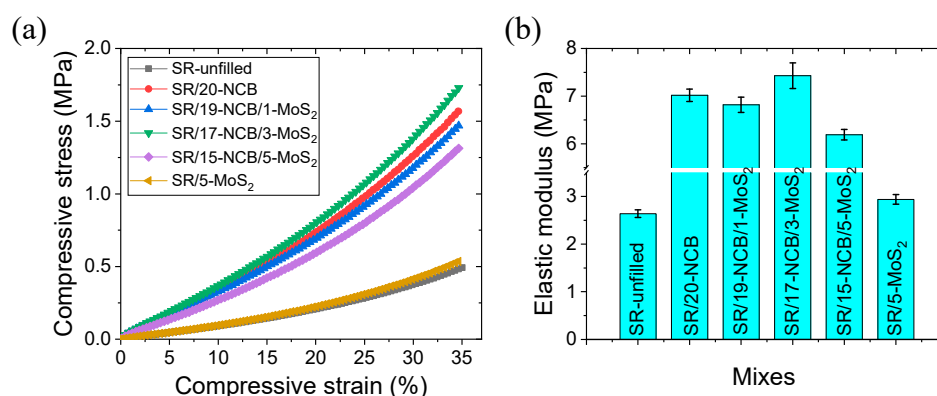 (a)
2.0
1.5
1.0
0.5
0.0
Compressive stress (MPa)
SR-unfilled
SR/20-NCB
SR/19-NCB/1-MoS₂
SR/17-NCB/3-MoS₂
SR/15-NCB/5-MoS₂
SR/5-MoS₂
0 5 10 15 20 25 30 35
Compressive strain (%)
(b)
8
7
6
3
2
0
Elastic modulus (MPa)
SR-unfilled
SR/20-NCB
SR/19-NCB/1-MoS₂
SR/17-NCB/3-MoS₂
SR/15-NCB/5-MoS₂
SR/5-MoS₂
Mixes